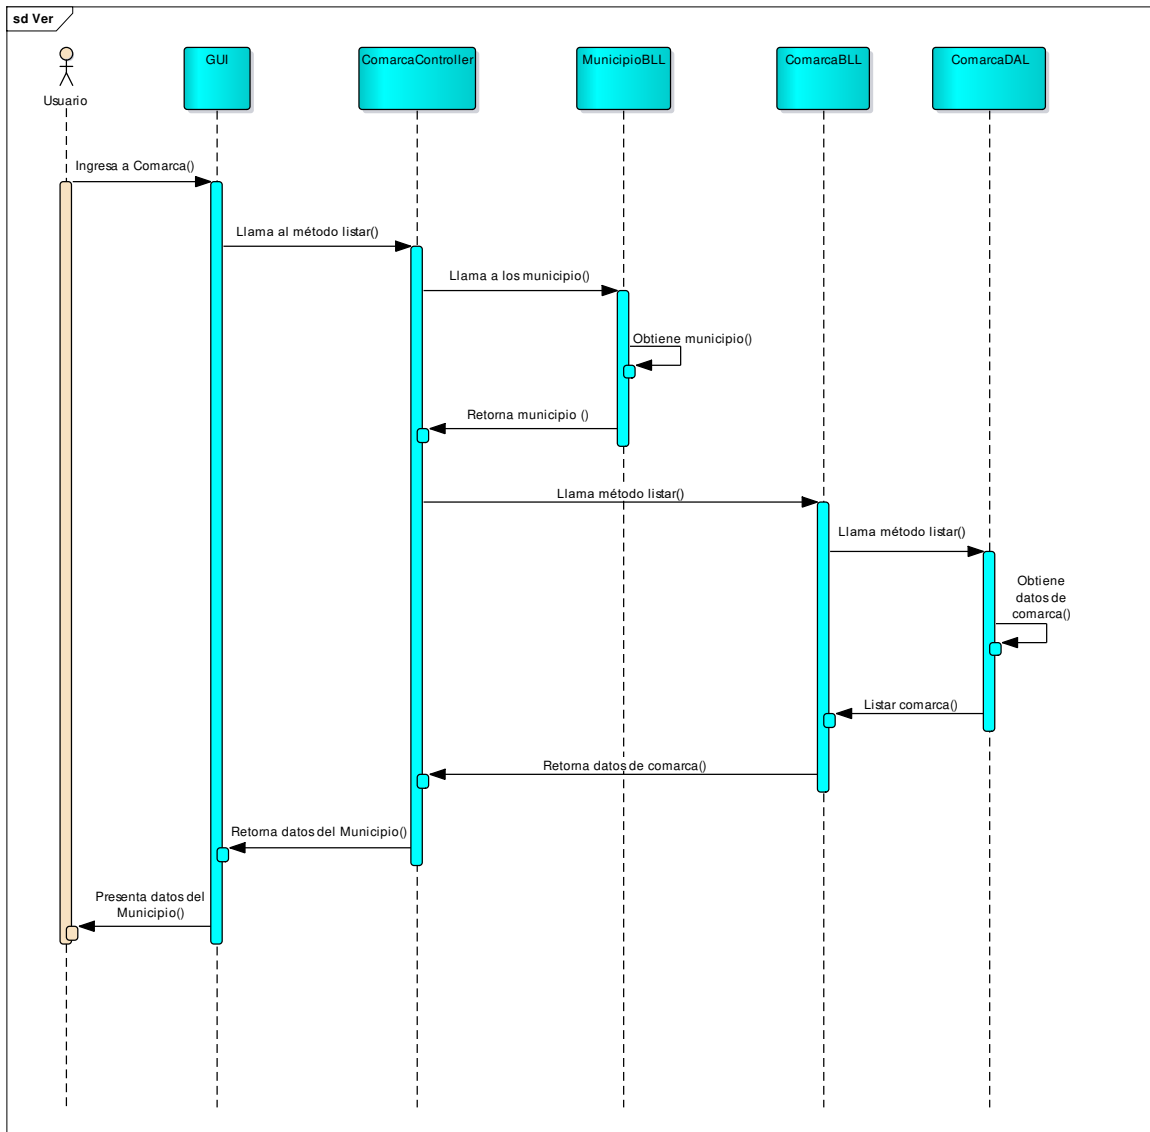 sd Ver
Usuario
GUI
ComarcaController
MunicipioBLL
ComarcaBLL
ComarcaDAL
Ingresa a Comarca()
Llama al método listar()
Llama a los municipio()
Obtiene municipio()
Retorna municipio ()
Llama método listar()
Llama método listar()
Obtiene
datos de
comarca()
Listar comarca()
Retorna datos de comarca()
Retorna datos del Municipio()
Presenta datos del
Municipio()